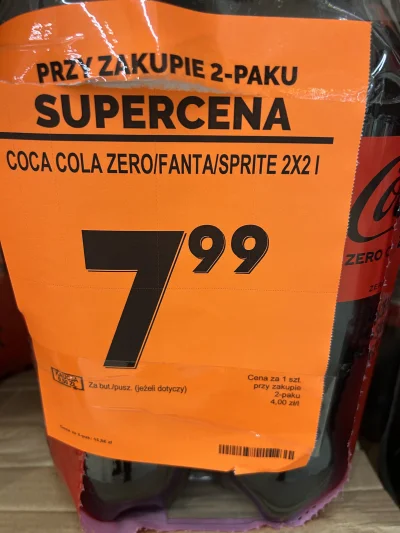 PRZY ZAKUPIE 2-PAKU
SUPERCENA
COCA COLA ZERO/FANTA/SPRITE 2X2 l
7 99
Za but./pusz. (jeżeli dotyczy)
Cena za 1 szt.
przy zakupie
2-paku
4,00 zł/l
ZERO